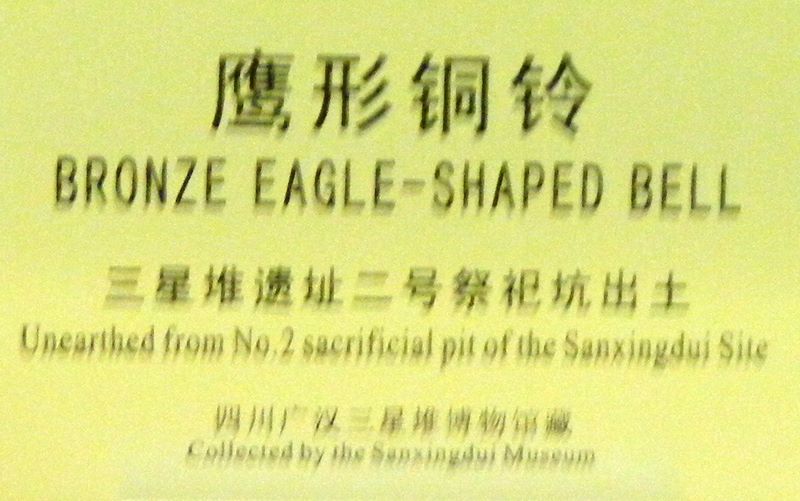 鹰形铜铃
BRONZE EAGLE-SHAPED BELL
三星堆遗址二号祭祀坑出土
Unearthed from No.2 sacrificial pit of the Sanxingdui Site
四川广汉三星堆博物馆藏
Collected by the Sanxingdui Museum